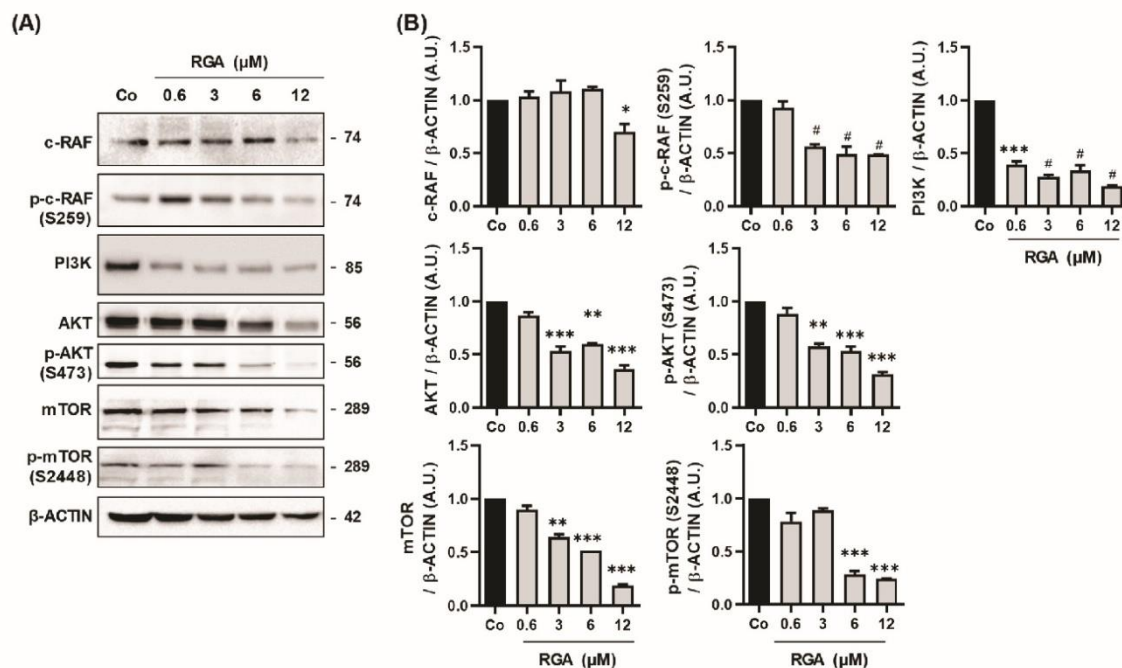 (A)
RGA (µM)
Co 0.6 3 6 12
c-RAF - 74
p-c-RAF - 74
(S259)
PI3K - 85
AKT - 56
p-AKT - 56
(S473)
mTOR - 289
p-mTOR - 289
(S2448)
β-ACTIN - 42
(B)
c-RAF / β-ACTIN (A.U.)
1.5
1.0
0.5
0.0
*
Co 0.6 3 6 12
p-c-RAF (S259)
/ β-ACTIN (A.U.)
1.5
1.0
0.5
0.0
# # #
Co 0.6 3 6 12
PI3K / β-ACTIN (A.U.)
1.5
1.0
0.5
0.0
*** # # #
Co 0.6 3 6 12
RGA (µM)
AKT / β-ACTIN (A.U.)
1.5
1.0
0.5
0.0
*** ** ***
Co 0.6 3 6 12
p-AKT (S473)
/ β-ACTIN (A.U.)
1.5
1.0
0.5
0.0
** *** ***
Co 0.6 3 6 12
mTOR
/ β-ACTIN (A.U.)
1.5
1.0
0.5
0.0
** *** ***
Co 0.6 3 6 12
RGA (µM)
p-mTOR (S2448)
/ β-ACTIN (A.U.)
1.5
1.0
0.5
0.0
*** ***
Co 0.6 3 6 12
RGA (µM)